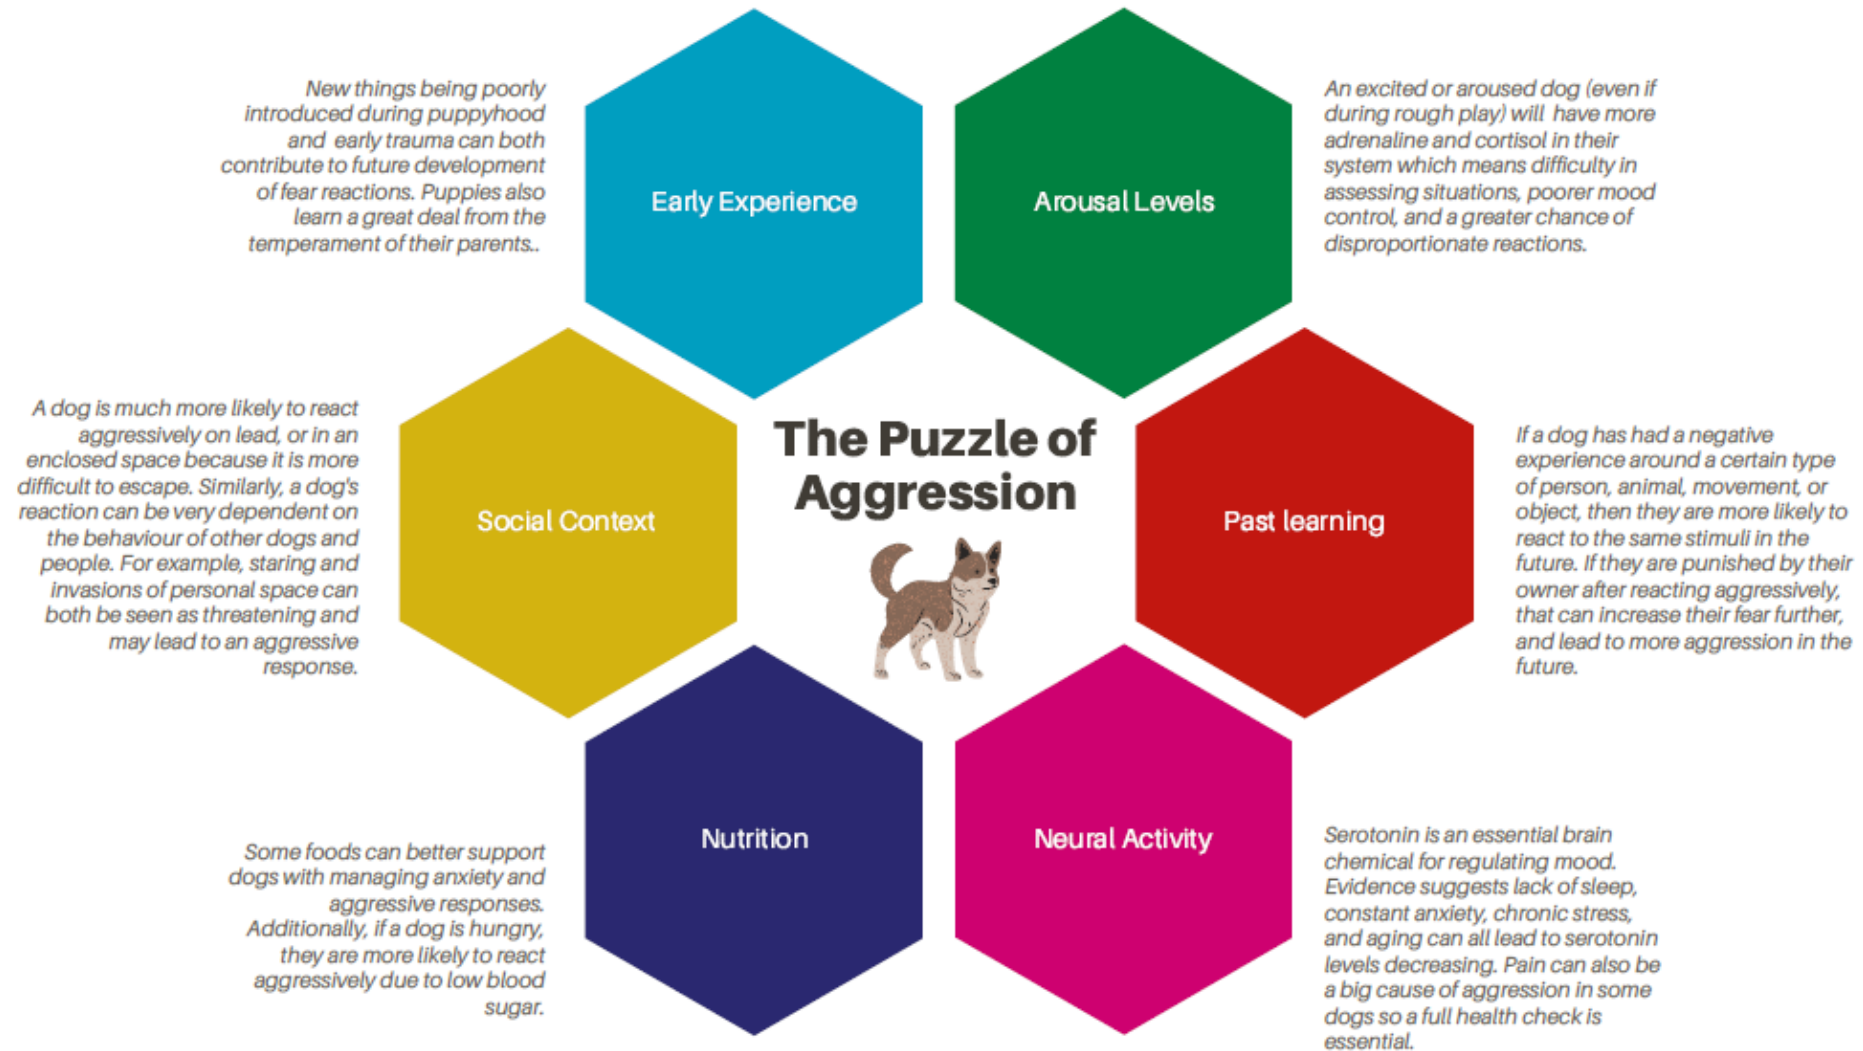 New things being poorly
introduced during puppyhood
and early trauma can both
contribute to future development
of fear reactions. Puppies also
learn a great deal from the
temperament of their parents..
Early Experience
Arousal Levels
An excited or aroused dog (even if
during rough play) will have more
adrenaline and cortisol in their
system which means difficulty in
assessing situations, poorer mood
control, and a greater chance of
disproportionate reactions.
A dog is much more likely to react
aggressively on lead, or in an
enclosed space because it is more
difficult to escape. Similarly, a dog's
reaction can be very dependent on
the behaviour of other dogs and
people. For example, staring and
invasions of personal space can
both be seen as threatening and
may lead to an aggressive
response.
Social Context
The Puzzle of
Aggression
Past learning
If a dog has had a negative
experience around a certain type
of person, animal, movement, or
object, then they are more likely to
react to the same stimuli in the
future. If they are punished by their
owner after reacting aggressively,
that can increase their fear further,
and lead to more aggression in the
future.
Some foods can better support
dogs with managing anxiety and
aggressive responses.
Additionally, if a dog is hungry,
they are more likely to react
aggressively due to low blood
sugar.
Nutrition
Neural Activity
Serotonin is an essential brain
chemical for regulating mood.
Evidence suggests lack of sleep,
constant anxiety, chronic stress,
and aging can all lead to serotonin
levels decreasing. Pain can also be
a big cause of aggression in some
dogs so a full health check is
essential.